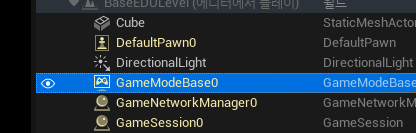 BaseEDULevel (에디터에서 플레이) 월드
Cube StaticMeshActor
DefaultPawn0 DefaultPawn
DirectionalLight DirectionalLight
GameModeBase0 GameModeBase
GameNetworkManager0 GameNetworkM
GameSession0 GameSession